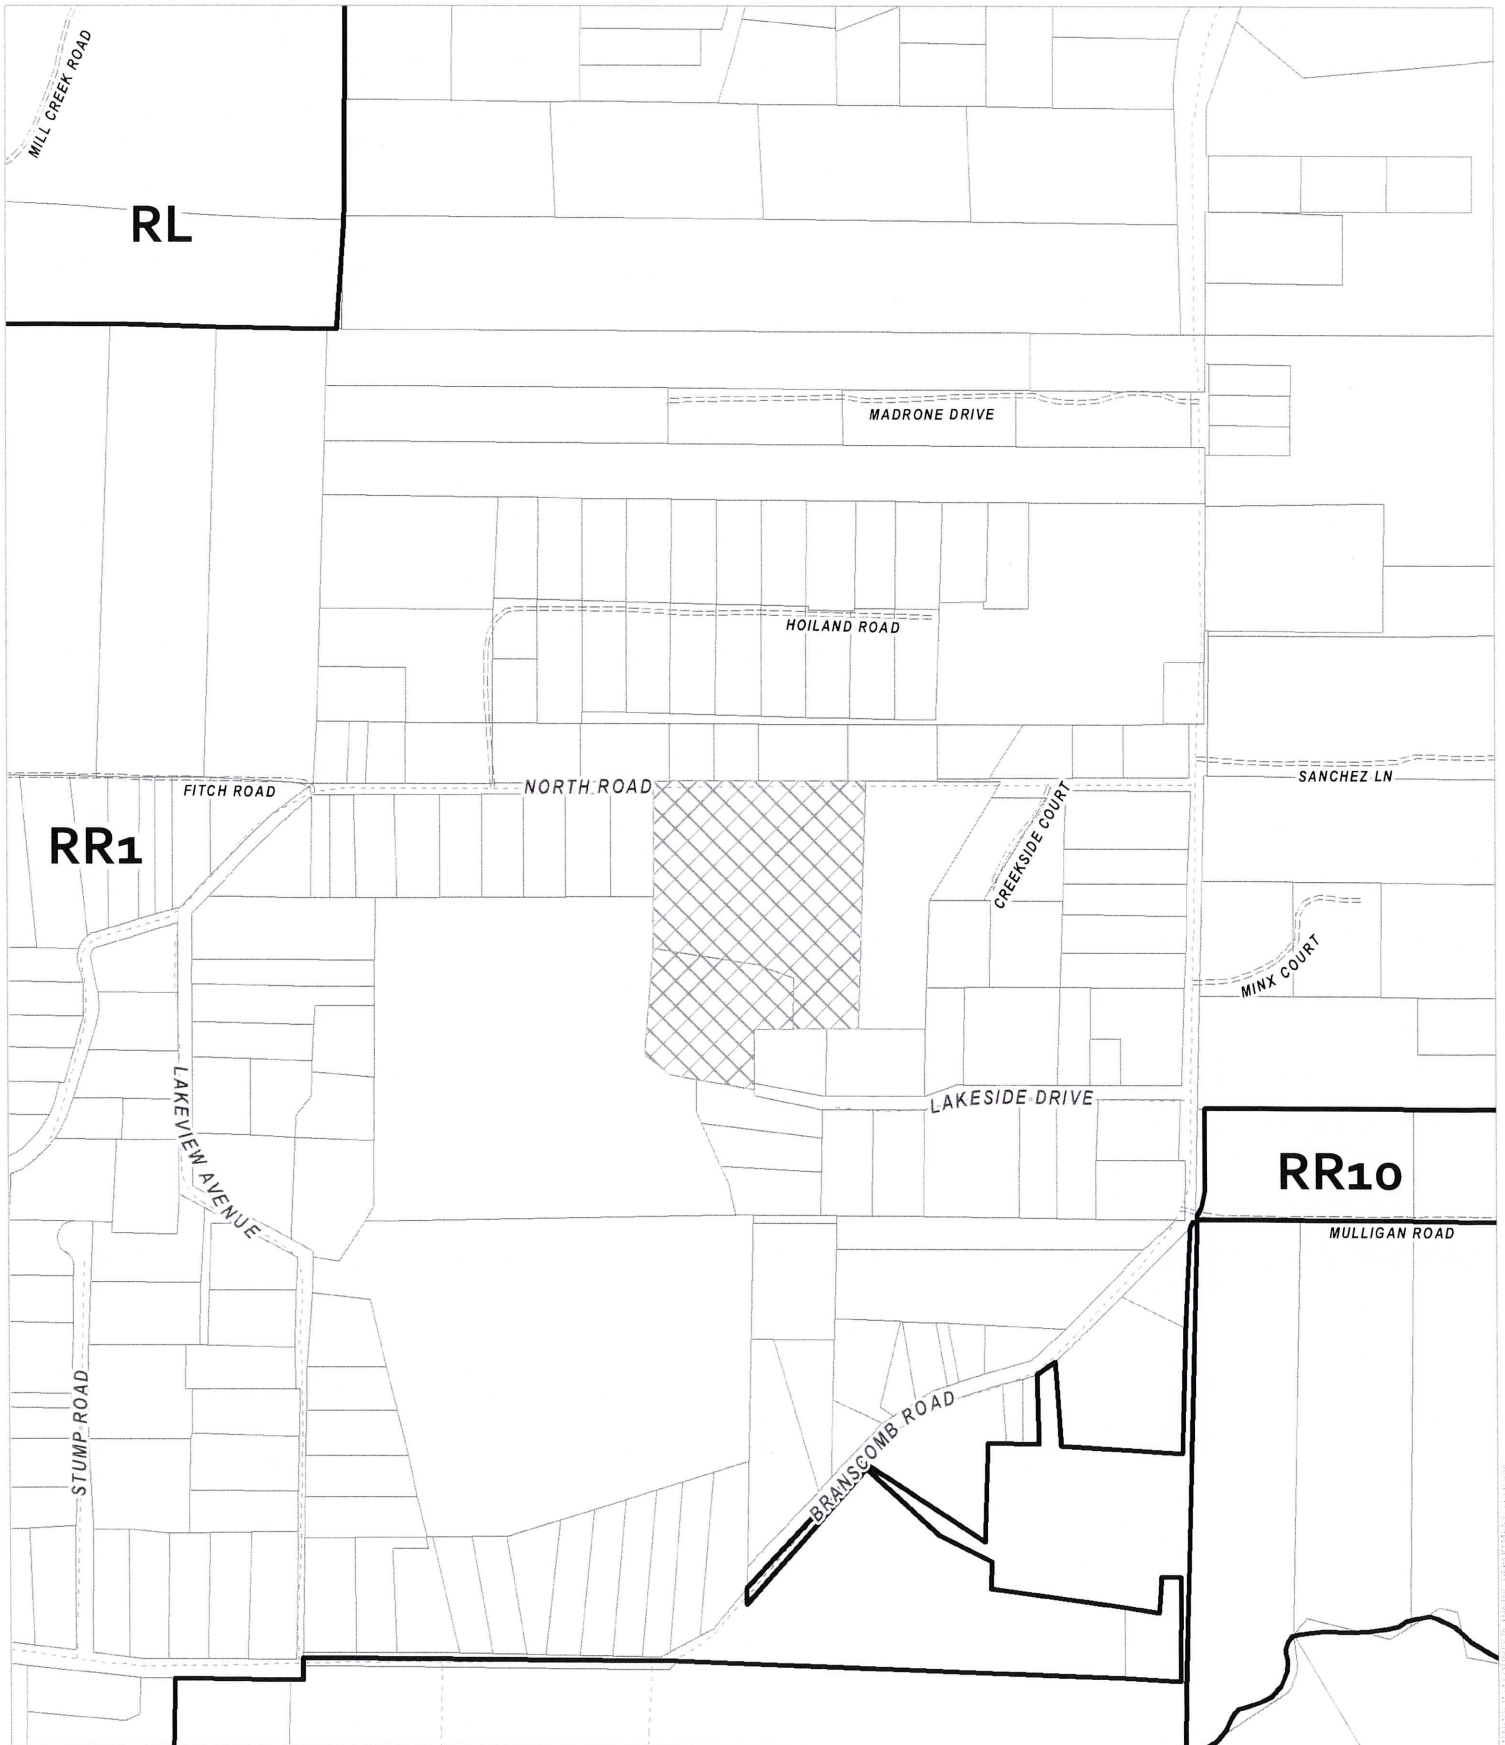 MILL CREEK ROAD
RL
MADRONE DRIVE
HOILAND ROAD
SANCHEZ LN
FITCH ROAD
NORTH ROAD
CREEKSIDE COURT
RR1
MINX COURT
LAKEVIEW AVENUE
LAKESIDE DRIVE
RR10
MULLIGAN ROAD
STUMP ROAD
BRANSCOMB ROAD